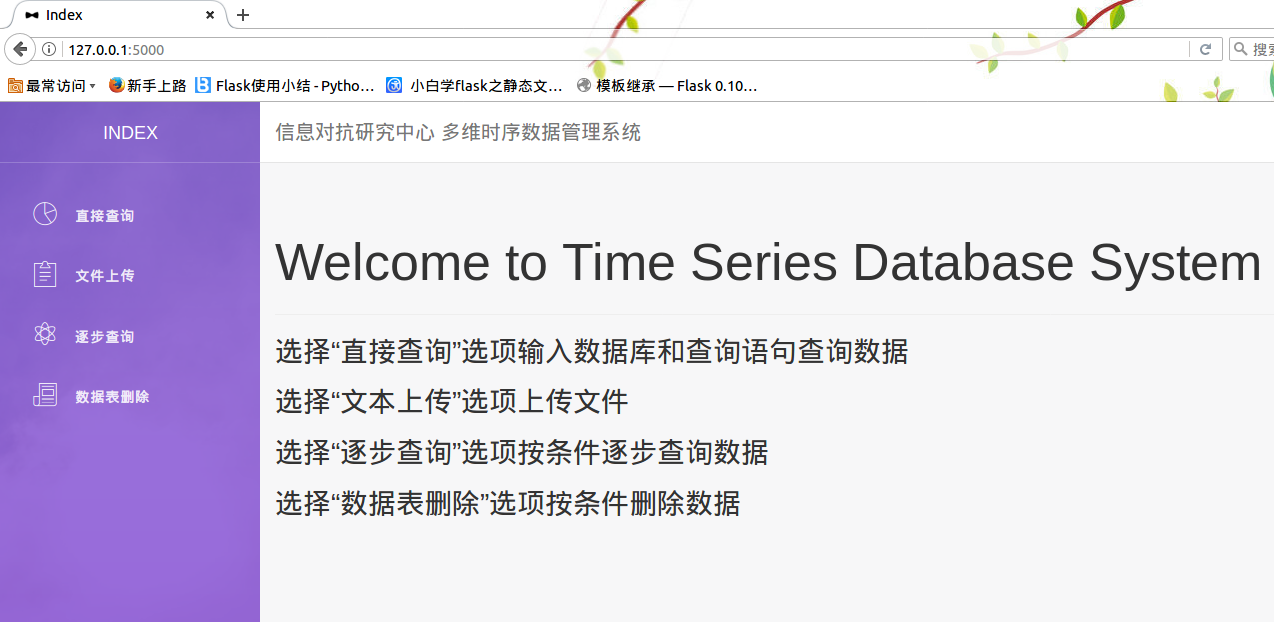 Index
127.0.0.1:5000
搜索
最常访问 新手上路 Flask使用小结 - Pytho... 小白学flask之静态文... 模板继承 — Flask 0.10...
INDEX
信息对抗研究中心 多维时序数据管理系统
直接查询
文件上传
逐步查询
数据表删除
Welcome to Time Series Database System
选择“直接查询”选项输入数据库和查询语句查询数据
选择“文本上传”选项上传文件
选择“逐步查询”选项按条件逐步查询数据
选择“数据表删除”选项按条件删除数据